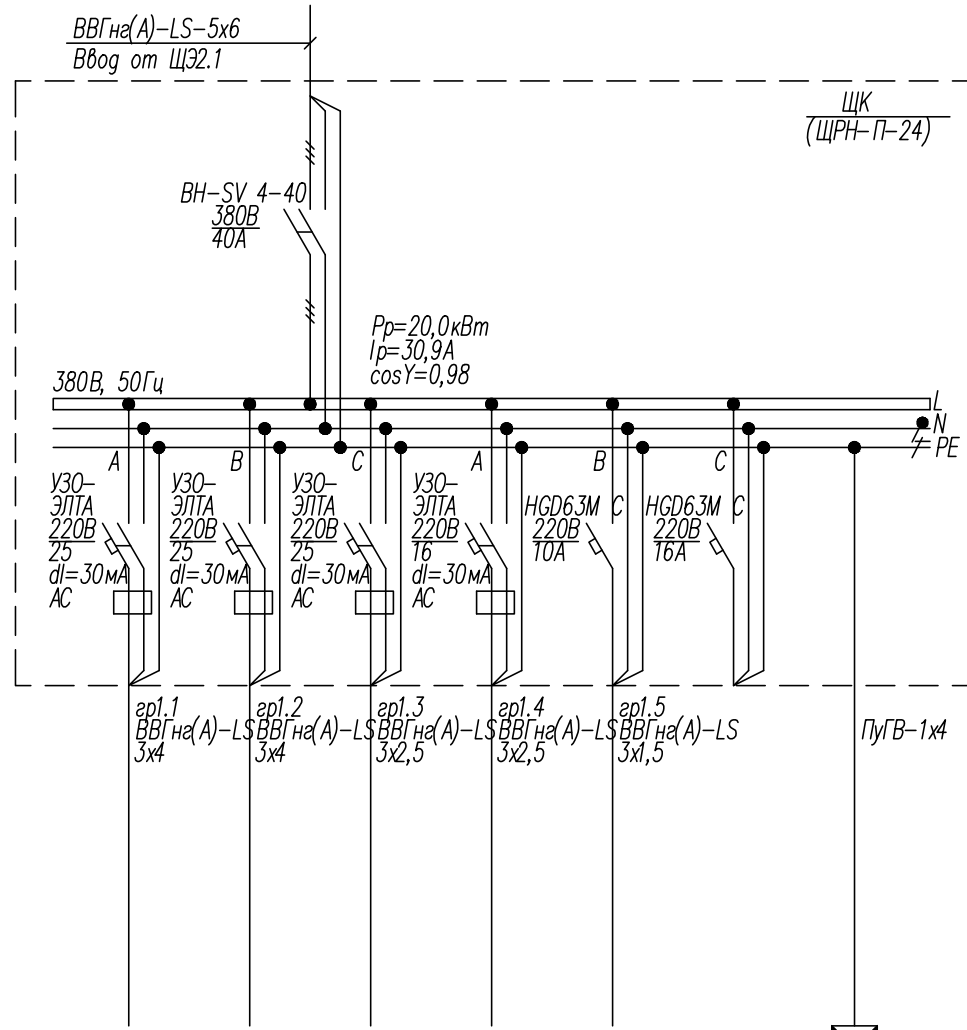 ВВГнг(А)-LS-5х6
Ввод от ЩЭ2.1
ЩК
(ЩРН-П-24)
ВН-SV 4-40
380В
40А
Рр=20,0кВт
Iр=30,9А
cosY=0,98
380В, 50Гц
L
N
PE
A
B
C
A
B
C
УЗО-
ЭЛТА
220В
25
dI=30мА
АС
УЗО-
ЭЛТА
220В
25
dI=30мА
АС
УЗО-
ЭЛТА
220В
25
dI=30мА
АС
УЗО-
ЭЛТА
220В
16
dI=30мА
АС
HGD63M C
220В
10А
HGD63M C
220В
16А
гр1.1
ВВГнг(А)-LS
3х4
гр1.2
ВВГнг(А)-LS
3х4
гр1.3
ВВГнг(А)-LS
3х2,5
гр1.4
ВВГнг(А)-LS
3х2,5
гр1.5
ВВГнг(А)-LS
3х1,5
ПуГВ-1х4